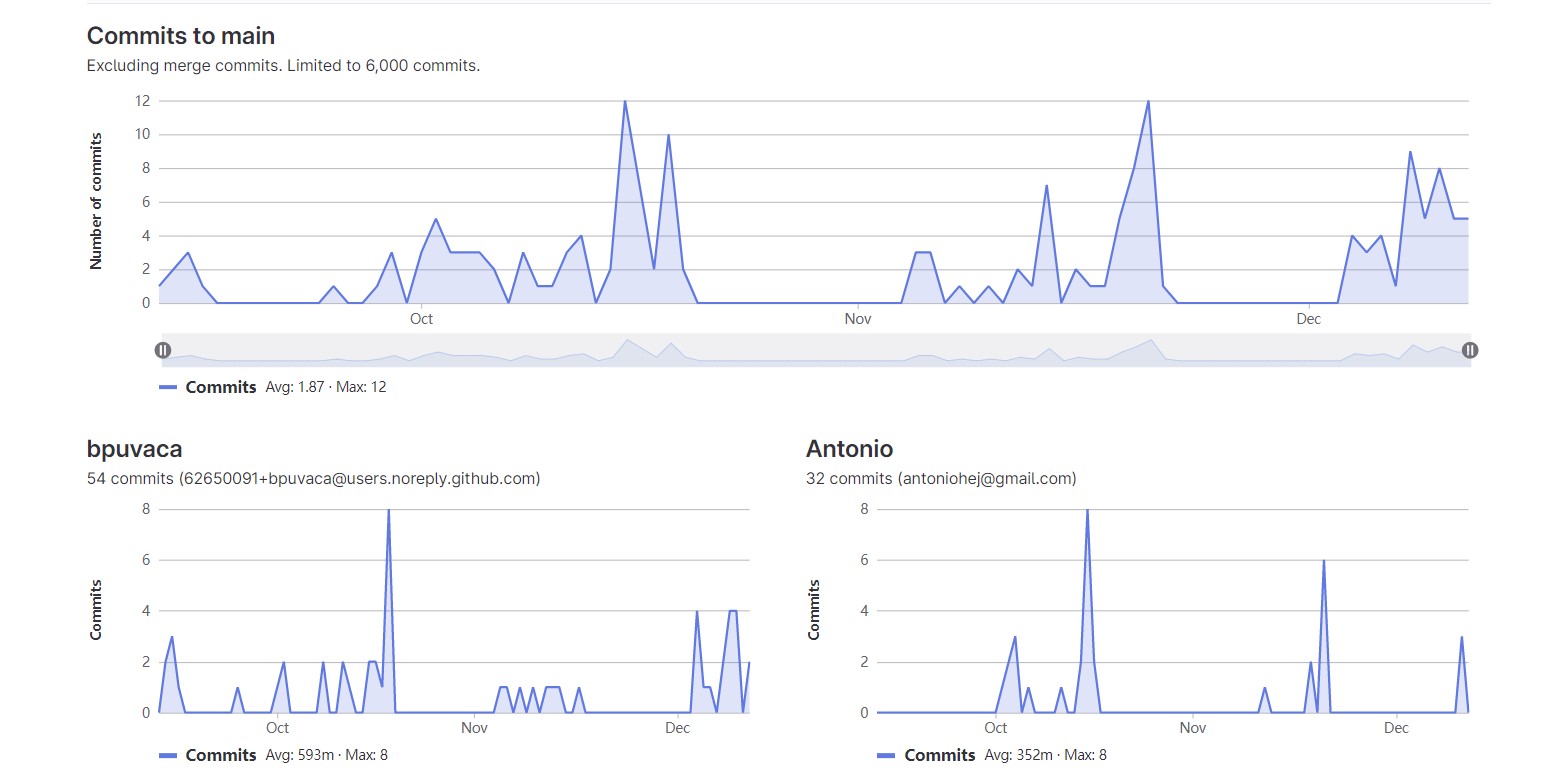 Commits to main
Excluding merge commits. Limited to 6,000 commits.
Number of commits
12
10
8
6
4
2
0
Oct Nov Dec
Commits Avg: 1.87 · Max: 12
bpuvaca
54 commits (62650091+bpuvaca@users.noreply.github.com)
Commits
8
6
4
2
0
Oct Nov Dec
Commits Avg: 593m · Max: 8
Antonio
32 commits (antoniohej@gmail.com)
Commits
8
6
4
2
0
Oct Nov Dec
Commits Avg: 352m · Max: 8